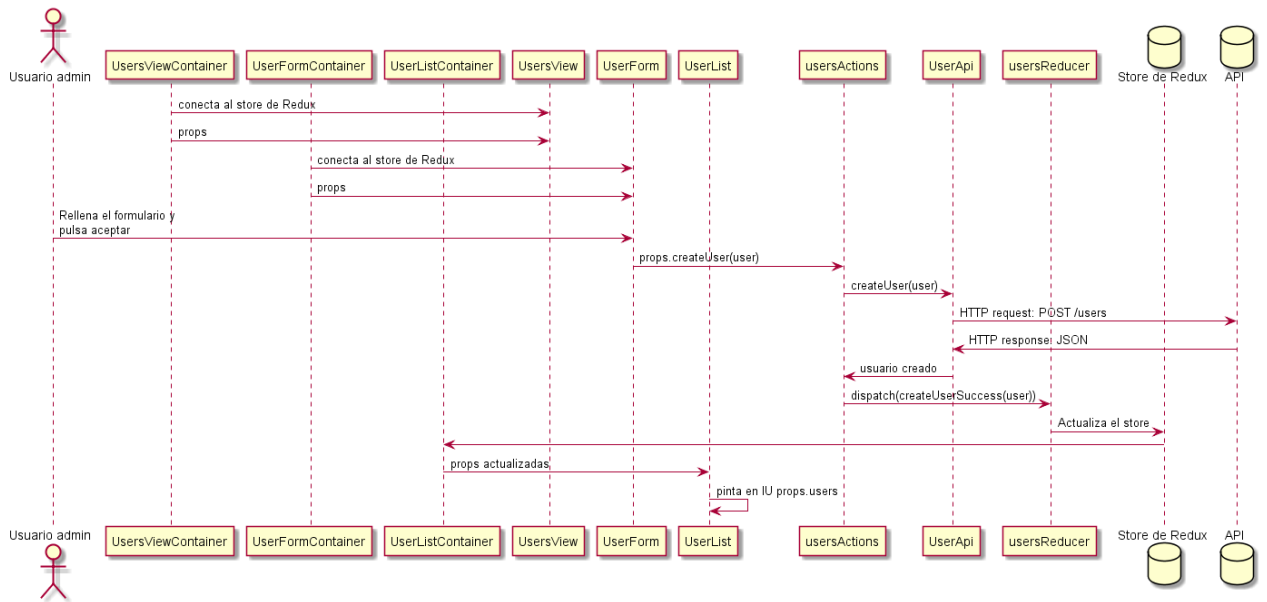 Usuario admin
UsersViewContainer
UserFormContainer
UserListContainer
UsersView
UserForm
UserList
usersActions
UserApi
usersReducer
Store de Redux
API
conecta al store de Redux
props
conecta al store de Redux
props
Rellena el formulario y
pulsa aceptar
props.createUser(user)
createUser(user)
HTTP request: POST /users
HTTP response: JSON
usuario creado
dispatch(createUserSuccess(user))
Actualiza el store
props actualizadas
pinta en IU props.users
Usuario admin
UsersViewContainer
UserFormContainer
UserListContainer
UsersView
UserForm
UserList
usersActions
UserApi
usersReducer
Store de Redux
API